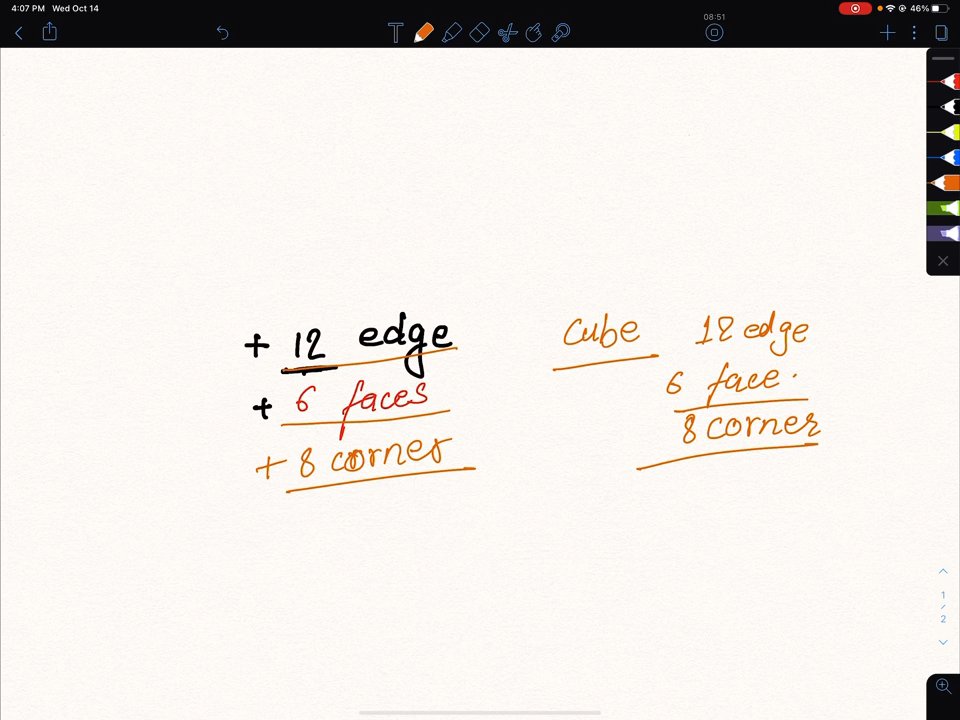 4:07 PM Wed Oct 14
46%
08:51
+ 12 edge
+ 6 faces
+ 8 corner
cube 12 edge
6 face.
8 corner
1
/
2